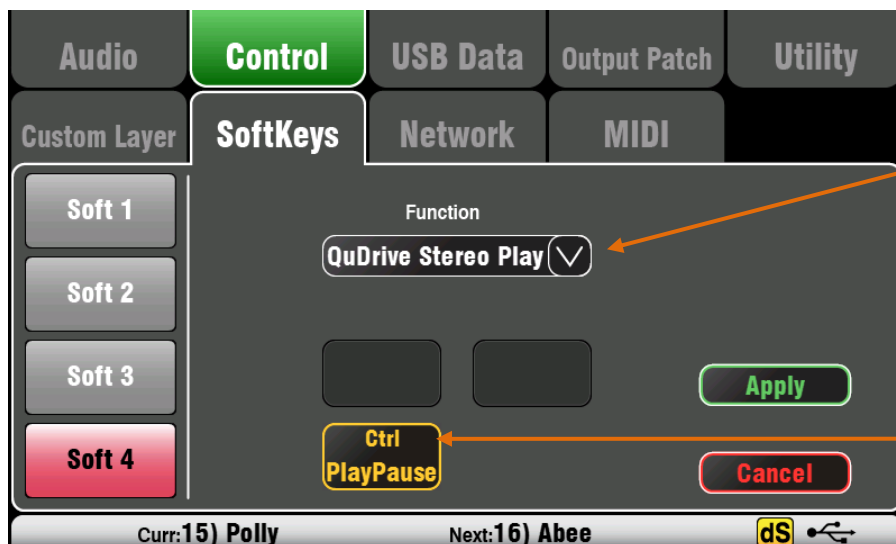 Audio Control USB Data Output Patch Utility
Custom Layer SoftKeys Network MIDI
Soft 1
Function
QuDrive Stereo Play
Soft 2
Soft 3
Apply
Soft 4
Ctrl
PlayPause
Cancel
Curr:15) Polly Next:16) Abee dS